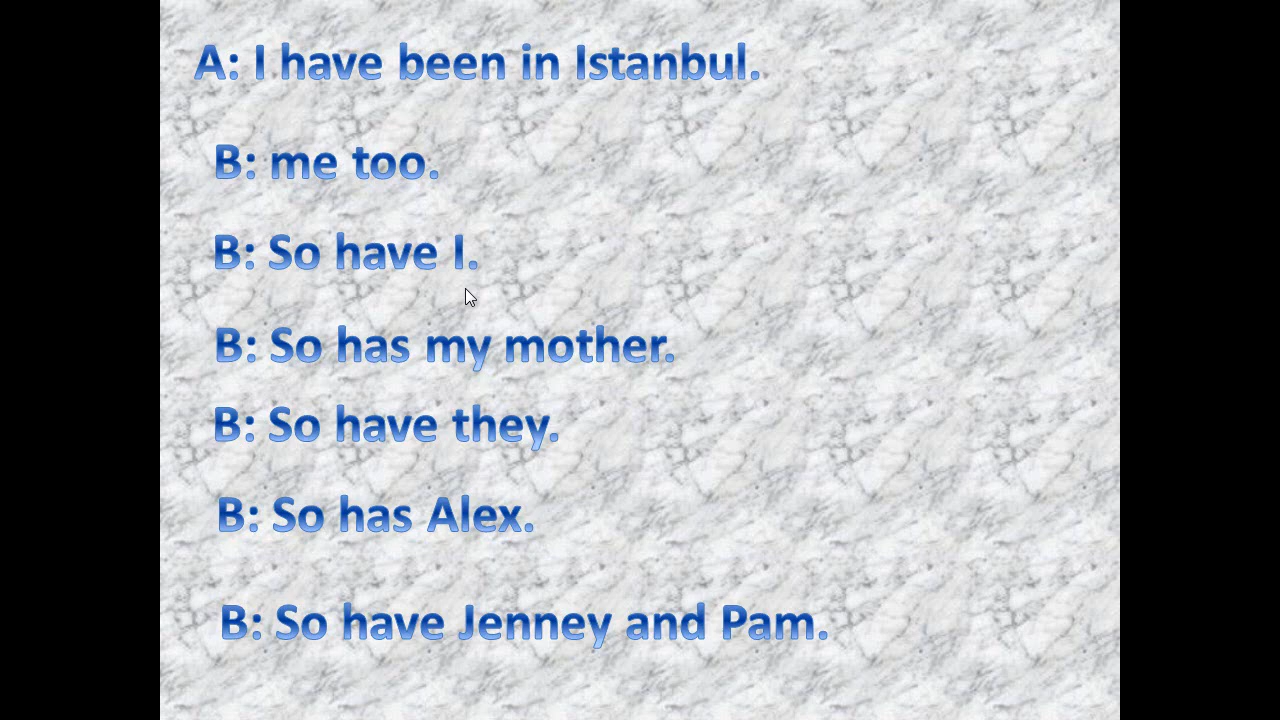 A: I have been in Istanbul.
B: me too.
B: So have I.
B: So has my mother.
B: So have they.
B: So has Alex.
B: So have Jenney and Pam.